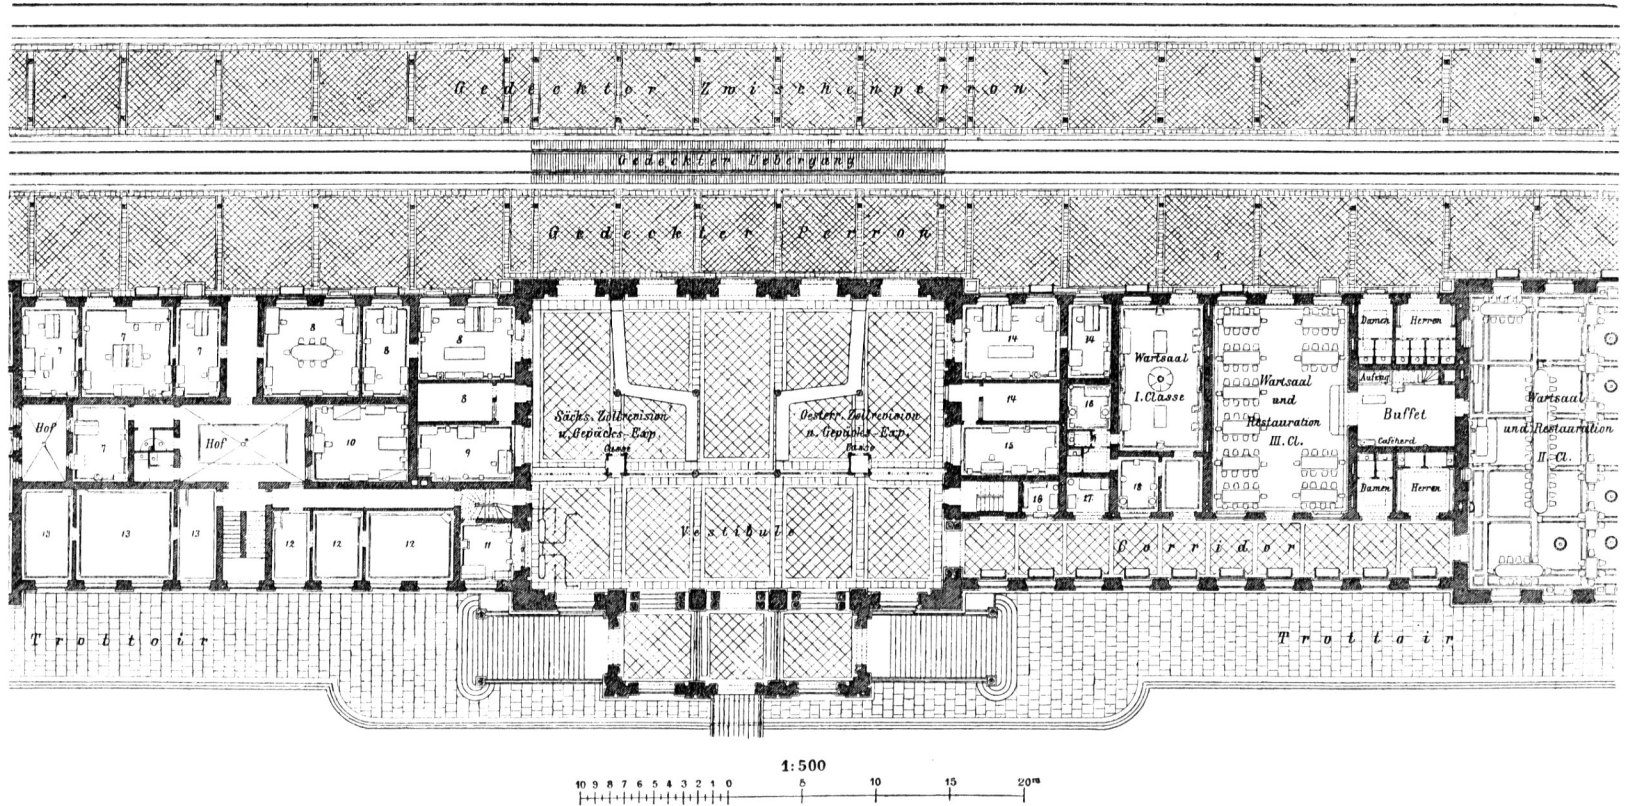 Gedeckter Zwischenperron
Gedeckter Uebergang
Gedeckter Perron
7
7
7
8
8
8
14
14
Wartsaal
I. Classe
Damen
Herren
Aufzug
Buffet
Caféherd
Wartsaal
und
Restauration
III. Cl.
Wartsaal
und Restauration
II. Cl.
Hof
7
Hof
10
9
Sächs. Zollrevision
u. Gepäcks-Exp.
Casse
Oesterr. Zollrevision
u. Gepäcks-Exp.
Casse
14
15
16
16
17
18
Damen
Herren
13
13
13
12
12
12
11
Vestibule
Corridor
Trottoir
Trottoir
1:500
10 9 8 7 6 5 4 3 2 1 0 5 10 15 20m